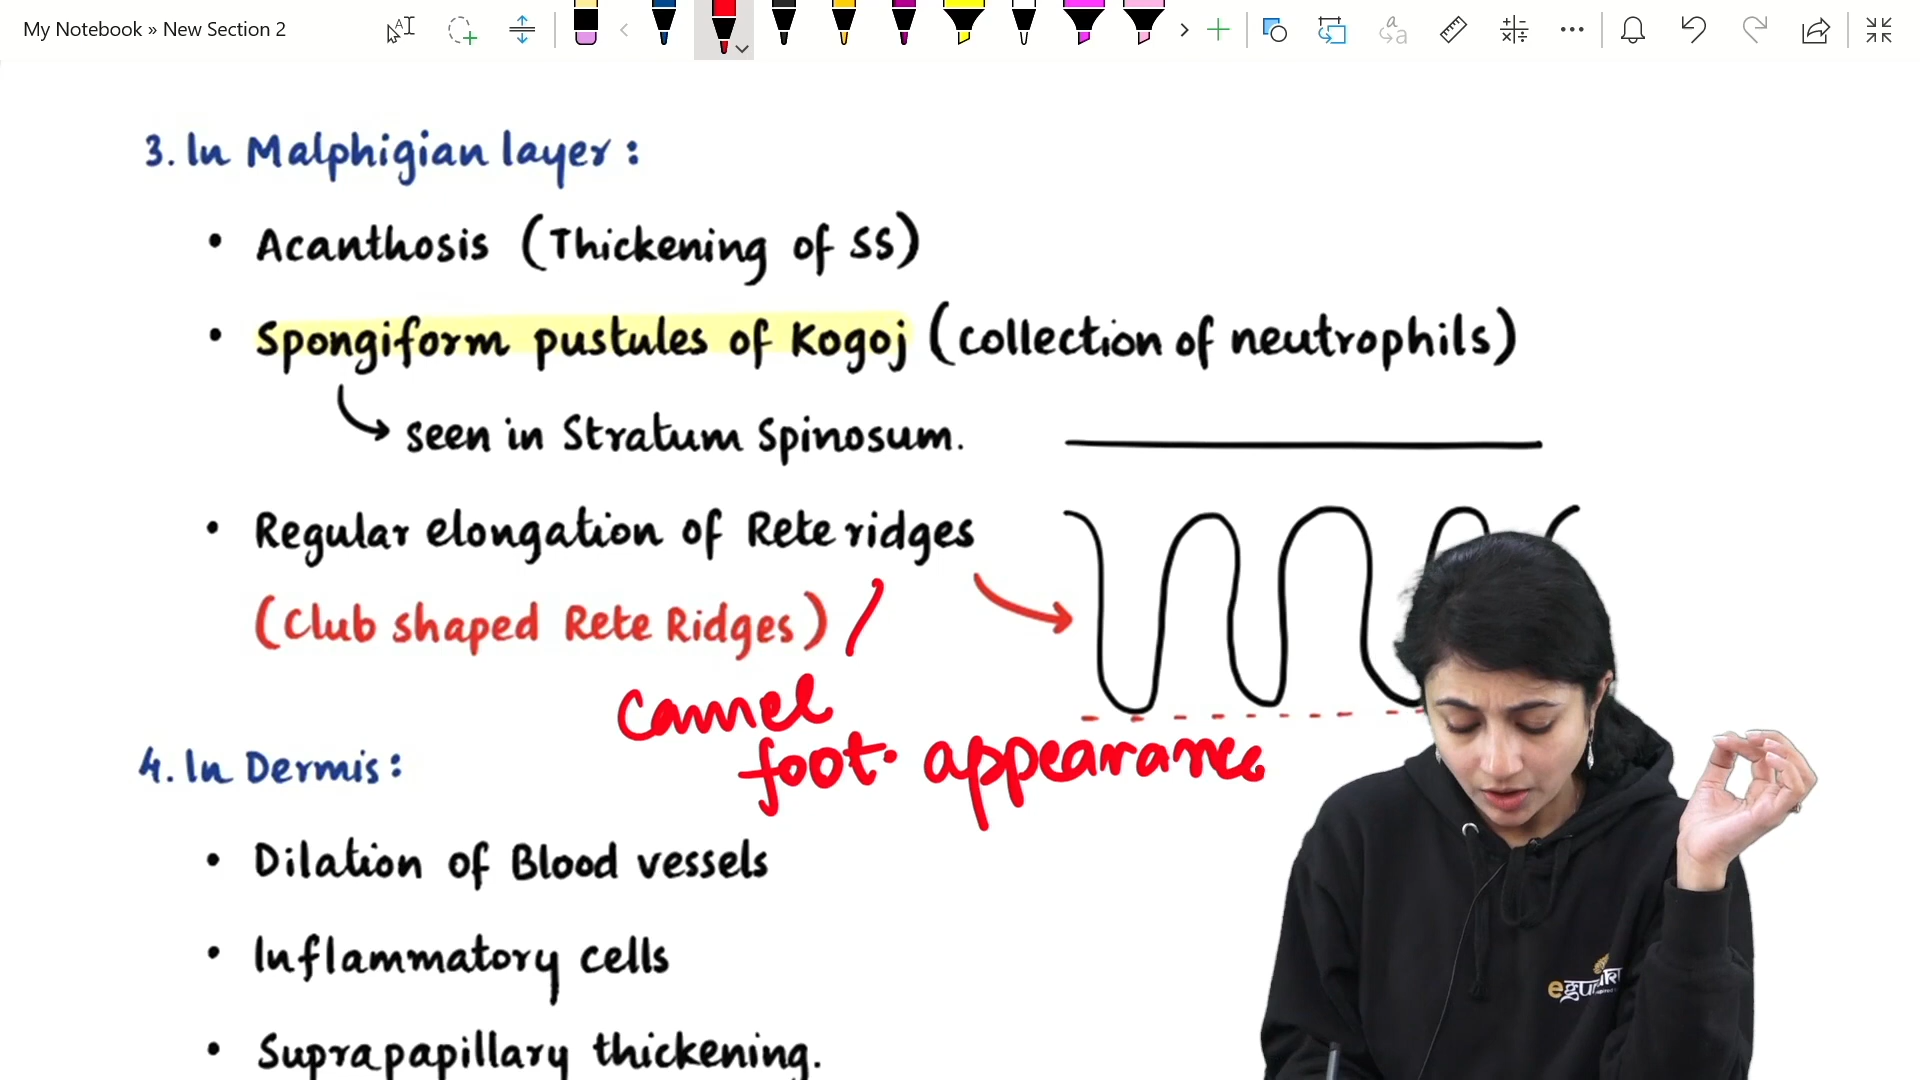 My Notebook » New Section 2
3. In Malphigian layer :
• Acanthosis (Thickening of SS)
• Spongiform pustules of Kogoj (collection of neutrophils)
seen in Stratum Spinosum.
• Regular elongation of Rete ridges
(Club shaped Rete Ridges)
Camel
foot. appearance
4. In Dermis :
• Dilation of Blood vessels
• Inflammatory cells
• Suprapapillary thickening.